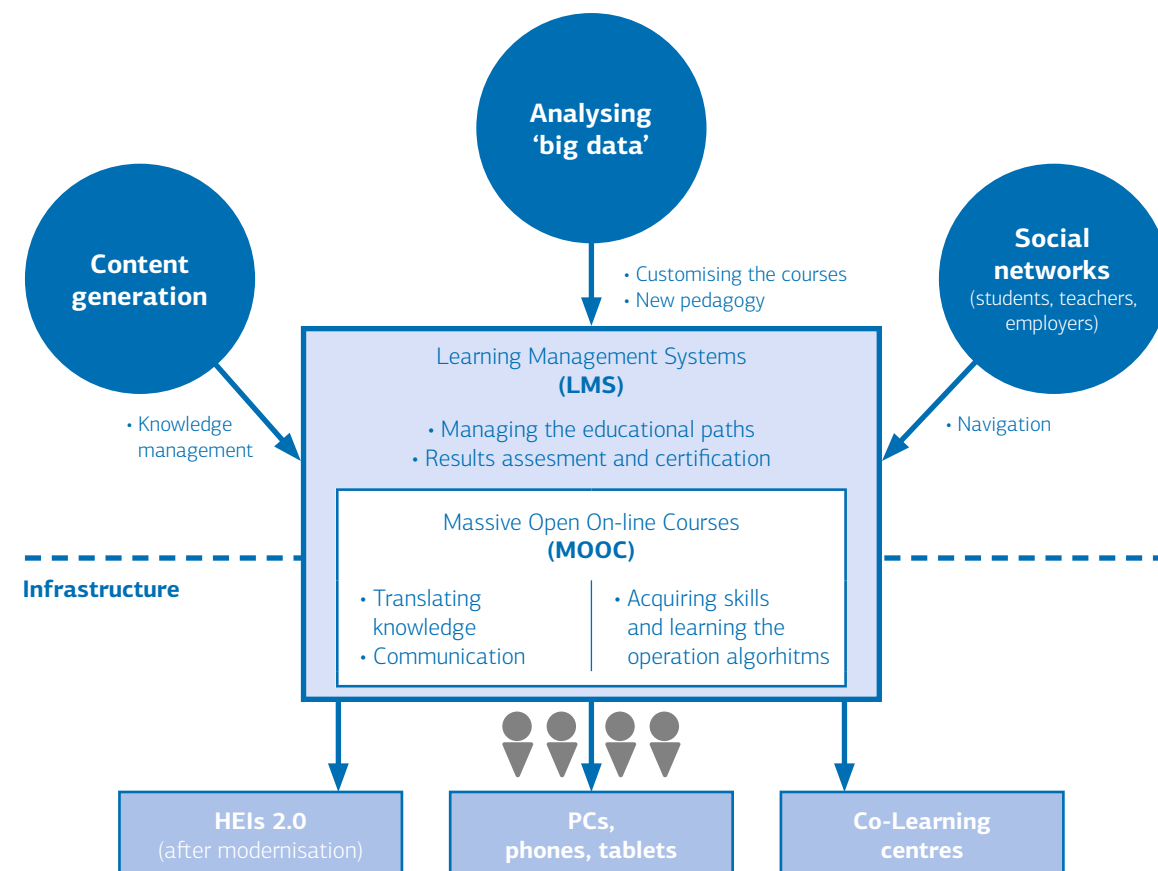 Analysing
‘big data’
Content
generation
Social
networks
(students, teachers,
employers)
• Customising the courses
• New pedagogy
• Knowledge
management
• Navigation
Learning Management Systems
(LMS)
• Managing the educational paths
• Results assesment and certification
Massive Open On-line Courses
(MOOC)
Infrastructure
• Translating
knowledge
• Communication
• Acquiring skills
and learning the
operation algorhitms
HEIs 2.0
(after modernisation)
PCs,
phones, tablets
Co-Learning
centres